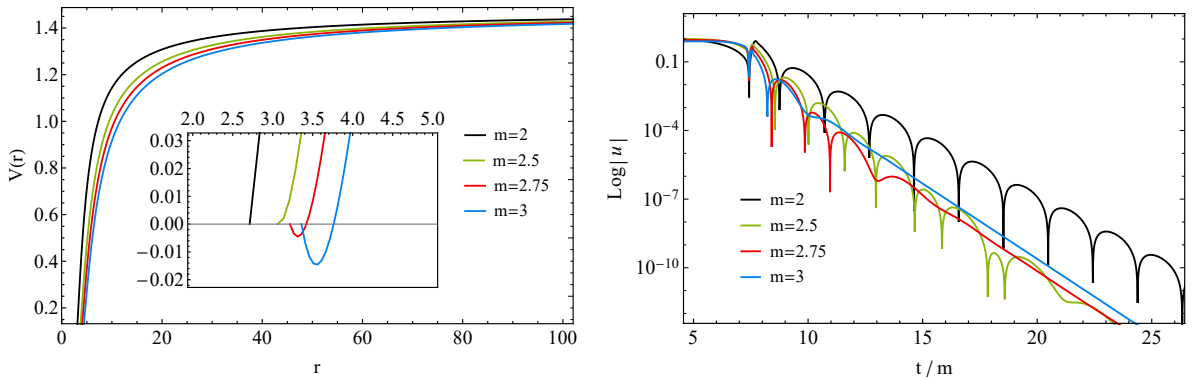 1.4
1.2
1.0
0.8
0.6
0.4
0.2
V(r)
0 20 40 60 80 100
r
2.0 2.5 3.0 3.5 4.0 4.5 5.0
0.03
0.02
0.01
0.00
−0.01
−0.02
m=2
m=2.5
m=2.75
m=3
0.1
10−4
10−7
10−10
Log| u |
5 10 15 20 25
t / m
m=2
m=2.5
m=2.75
m=3